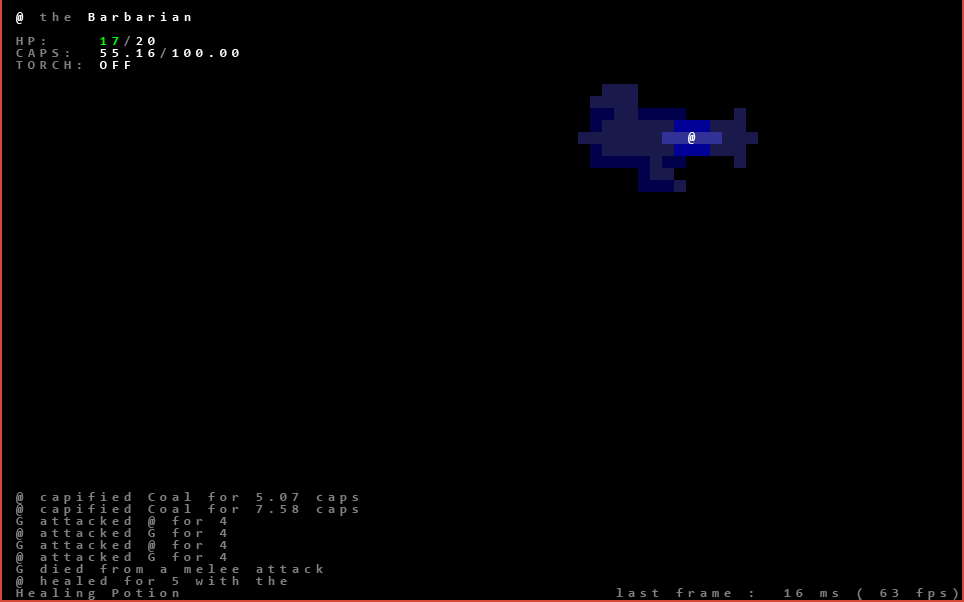 @ the Barbarian
HP: 17/20
CAPS: 55.16/100.00
TORCH: OFF
@
@ capified Coal for 5.07 caps
@ capified Coal for 7.58 caps
G attacked @ for 4
@ attacked G for 4
G attacked @ for 4
@ attacked G for 4
G died from a melee attack
@ healed for 5 with the
Healing Potion
last frame : 16 ms ( 63 fps)